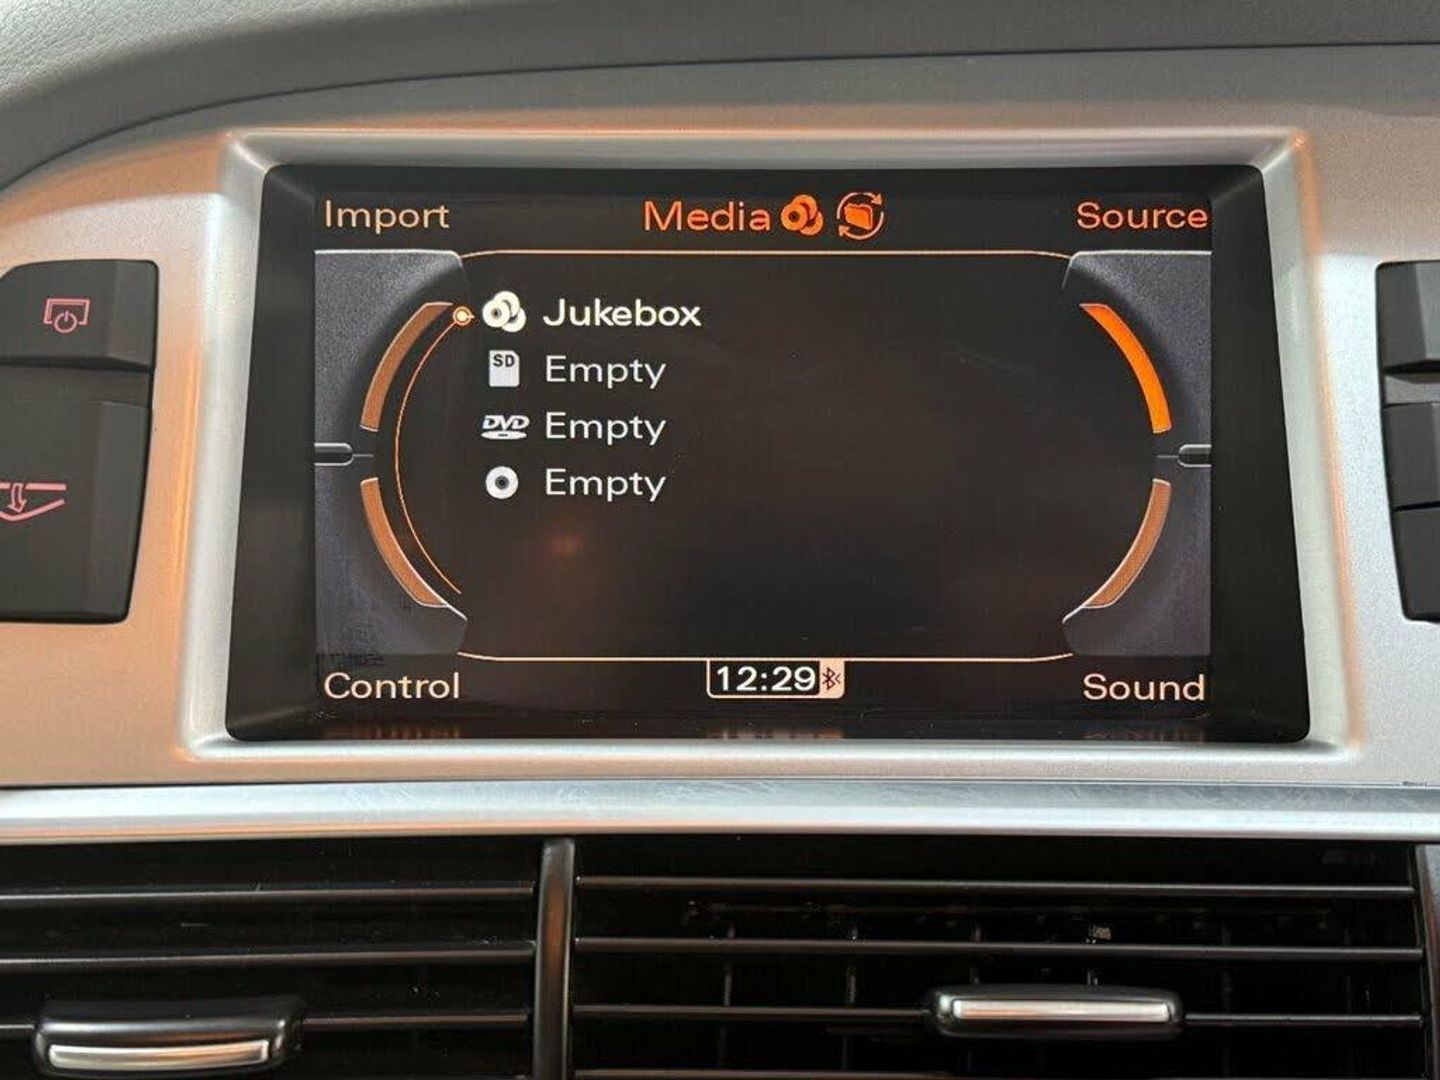 Import Media Source
Jukebox
SD Empty
DVD Empty
Empty
Control 12:29 Sound